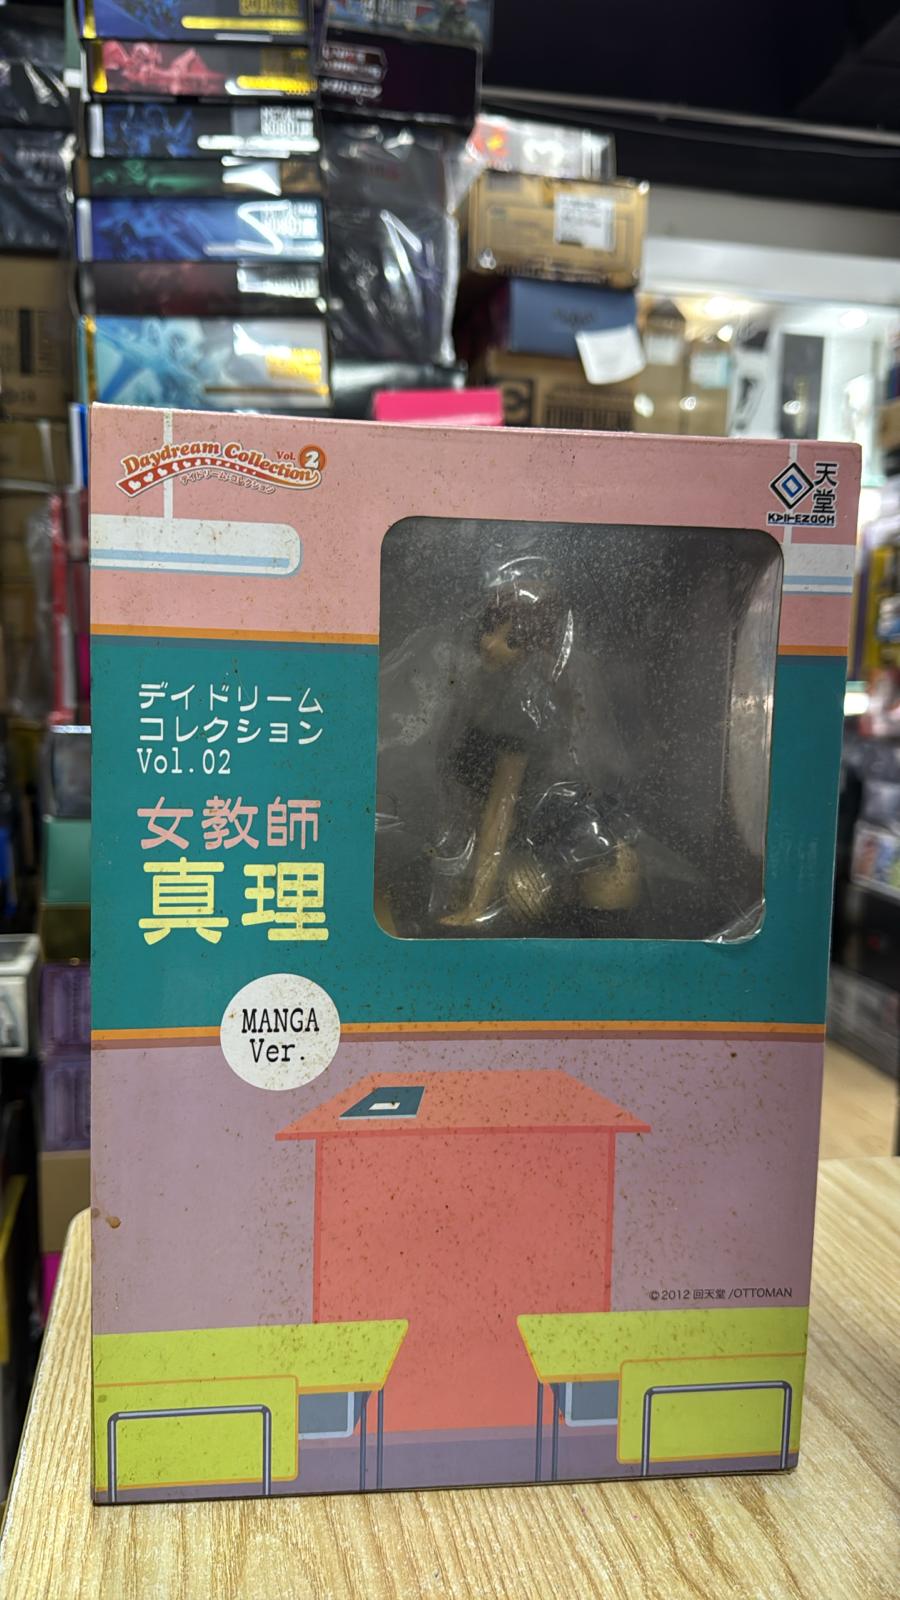 Daydream Collection Vol. 2
デイドリーム コレクション
天堂
デイドリーム
コレクション
Vol.02
女教師
真理
MANGA
Ver.
©2012 回天堂 /OTTOMAN